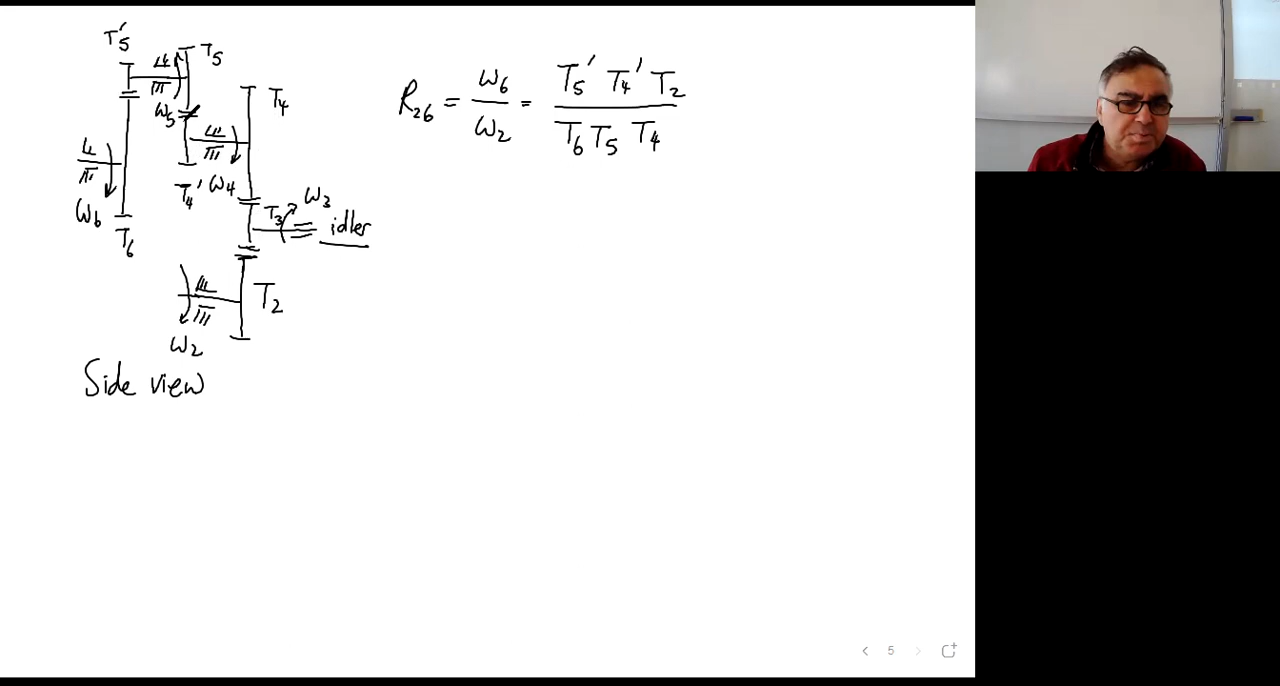 T₅'
T₅
T₄
ω₅
T₄' ω₄
T₃ ω₃
idler
ω₆
T₆
T₂
ω₂
Side view
R₂₆ = ω₆ / ω₂ = T₅' T₄' T₂ / T₆ T₅ T₄
5